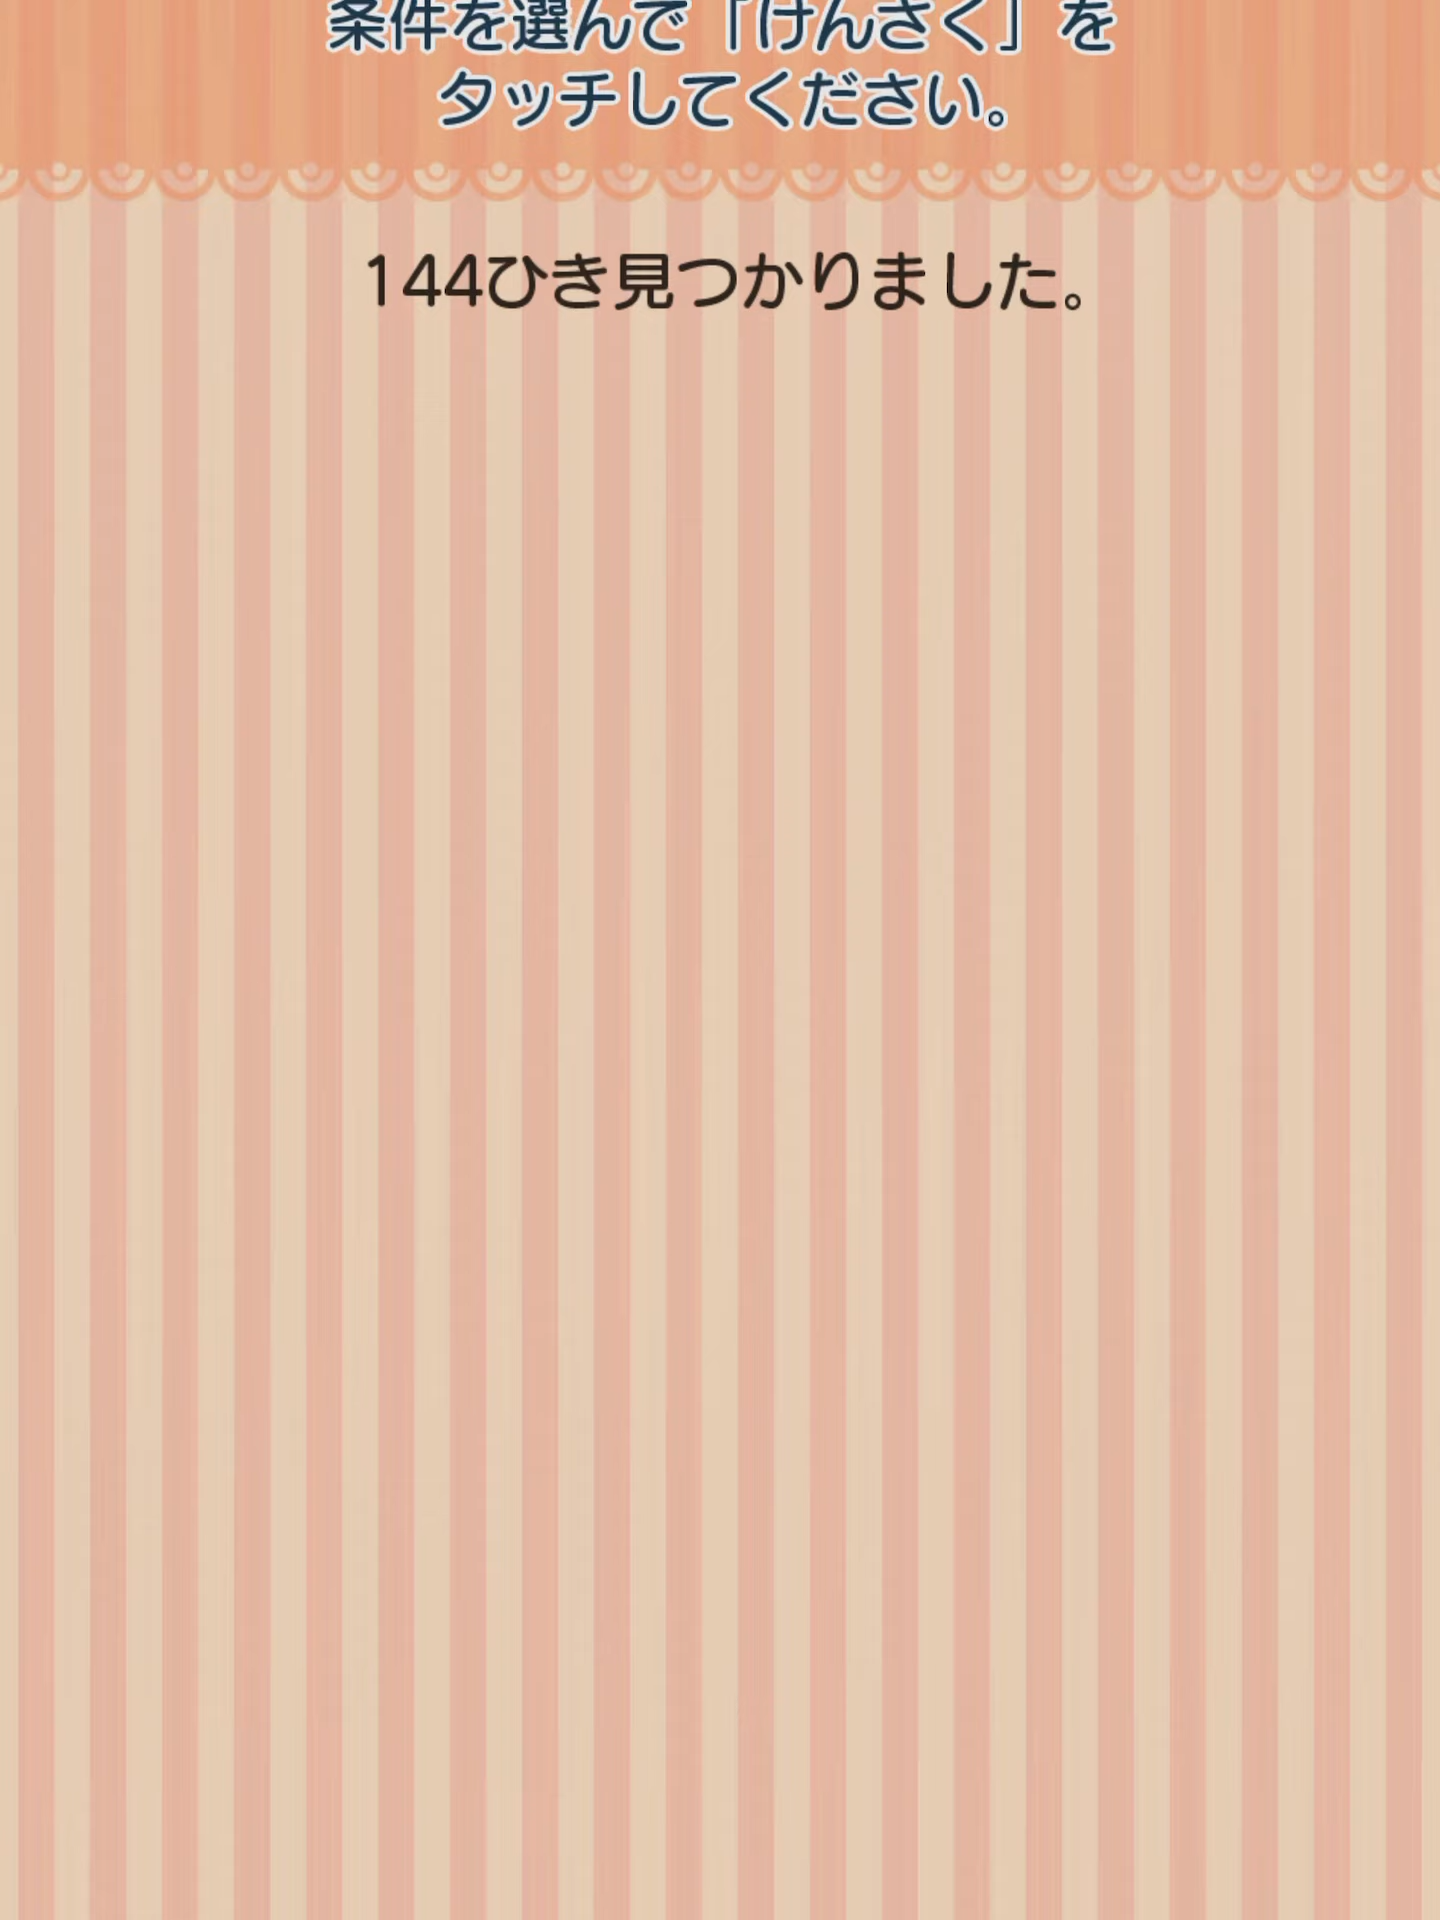 条件を選んで「けんさく」を
タッチしてください。
144ひき見つかりました。